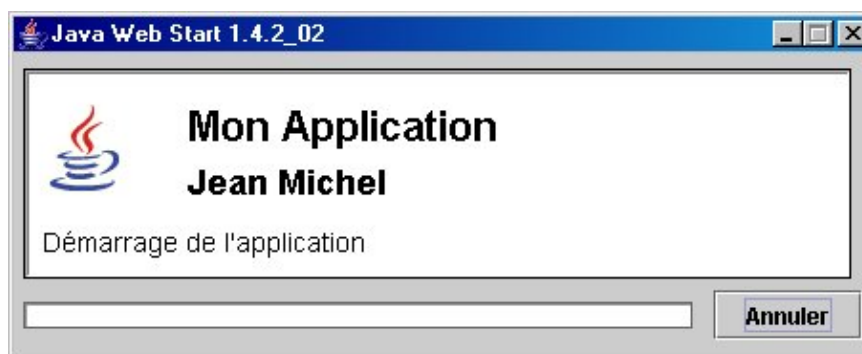 Java Web Start 1.4.2_02
Mon Application
Jean Michel
Démarrage de l'application
Annuler